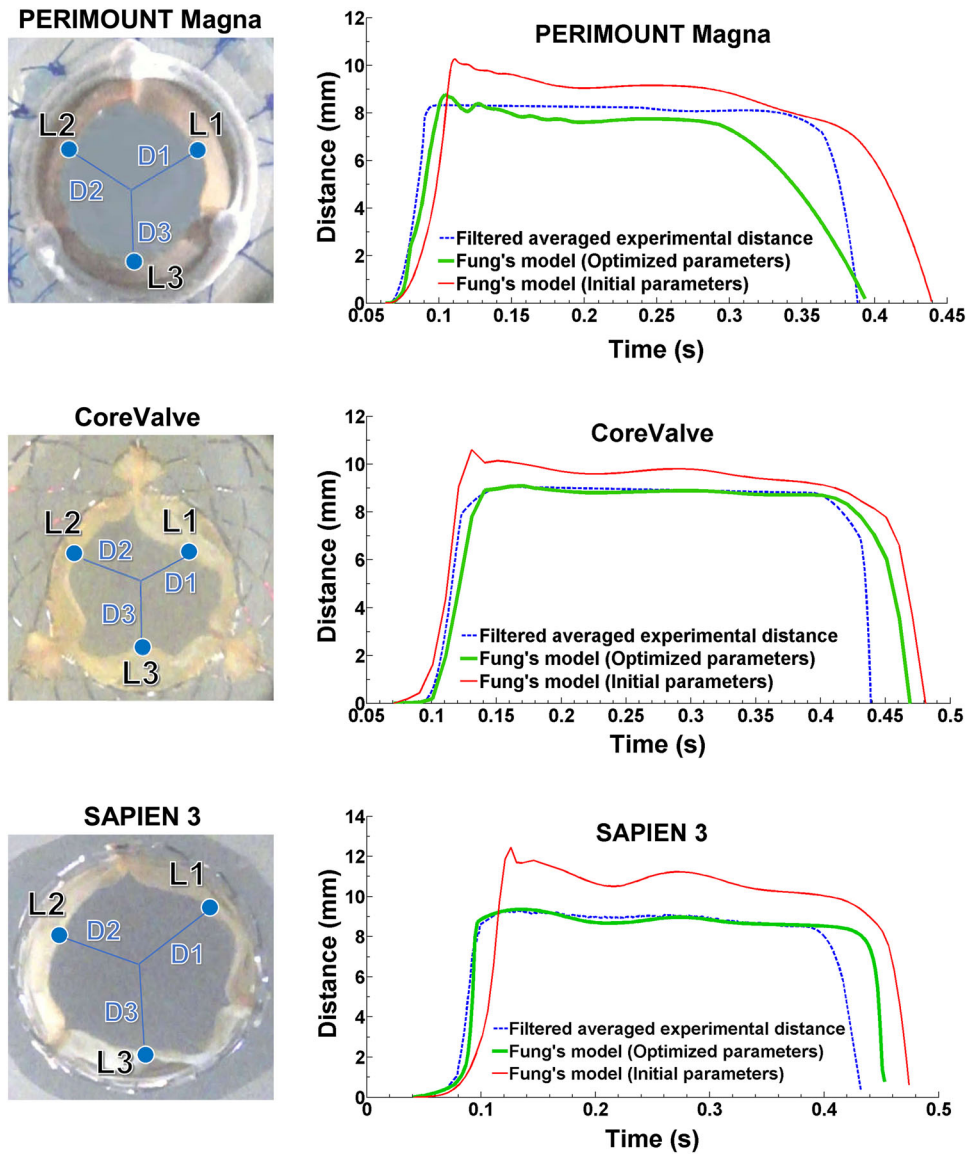 PERIMOUNT Magna
L2
L1
D1
D2
D3
L3
PERIMOUNT Magna
Distance (mm)
12
10
8
6
4
2
0
Filtered averaged experimental distance
Fung's model (Optimized parameters)
Fung's model (Initial parameters)
0.05 0.1 0.15 0.2 0.25 0.3 0.35 0.4 0.45
Time (s)
CoreValve
L2
L1
D2
D1
D3
L3
CoreValve
Distance (mm)
12
10
8
6
4
2
0
Filtered averaged experimental distance
Fung's model (Optimized parameters)
Fung's model (Initial parameters)
0.05 0.1 0.15 0.2 0.25 0.3 0.35 0.4 0.45 0.5
Time (s)
SAPIEN 3
L1
L2
D2
D1
D3
L3
SAPIEN 3
Distance (mm)
14
12
10
8
6
4
2
0
Filtered averaged experimental distance
Fung's model (Optimized parameters)
Fung's model (Initial parameters)
0 0.1 0.2 0.3 0.4 0.5
Time (s)